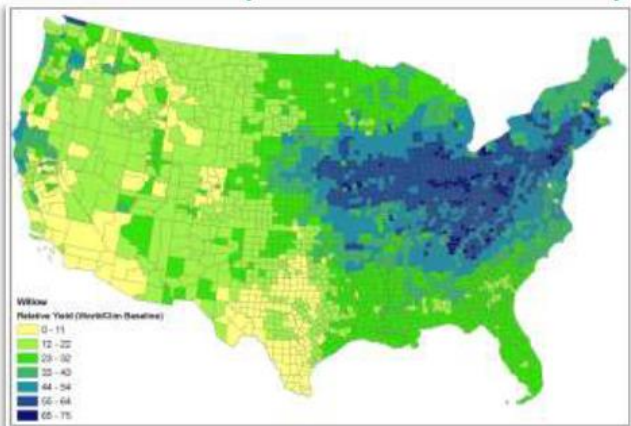 Willow
Relative Yield (WorldClim Baseline)
0 - 11
12 - 22
23 - 32
33 - 43
44 - 54
55 - 64
65 - 75